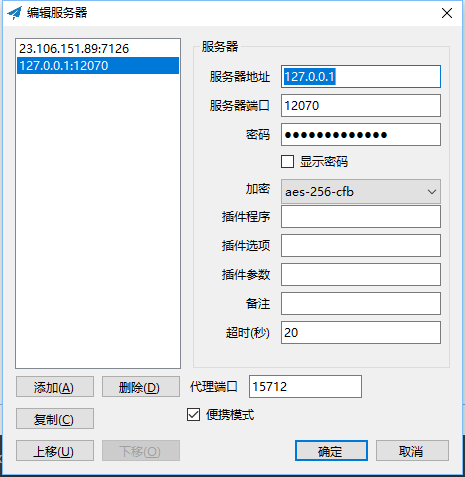 编辑服务器
23.106.151.89:7126
127.0.0.1:12070
服务器
服务器地址 127.0.0.1
服务器端口 12070
密码 ●●●●●●●●●●●●●
显示密码
加密 aes-256-cfb
插件程序
插件选项
插件参数
备注
超时(秒) 20
添加(A) 删除(D) 代理端口 15712
复制(C) 便携模式
上移(U) 下移(O) 确定 取消